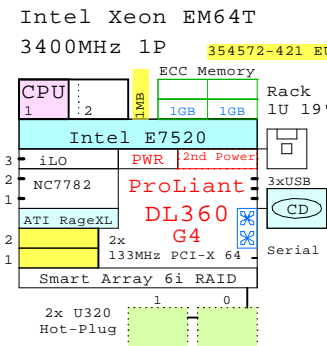 Intel Xeon EM64T
3400MHz 1P
354572-421 EU
ECC Memory
CPU
1 2
1MB
1GB 1GB
Rack
1U 19"
Intel E7520
3 iLO PWR 2nd Power
2 NC7782
1
ProLiant
3xUSB
ATI RageXL
DL360
CD
G4
2 2x
1 133MHz PCI-X 64
Serial
Smart Array 6i RAID
1 0
2x U320
Hot-Plug